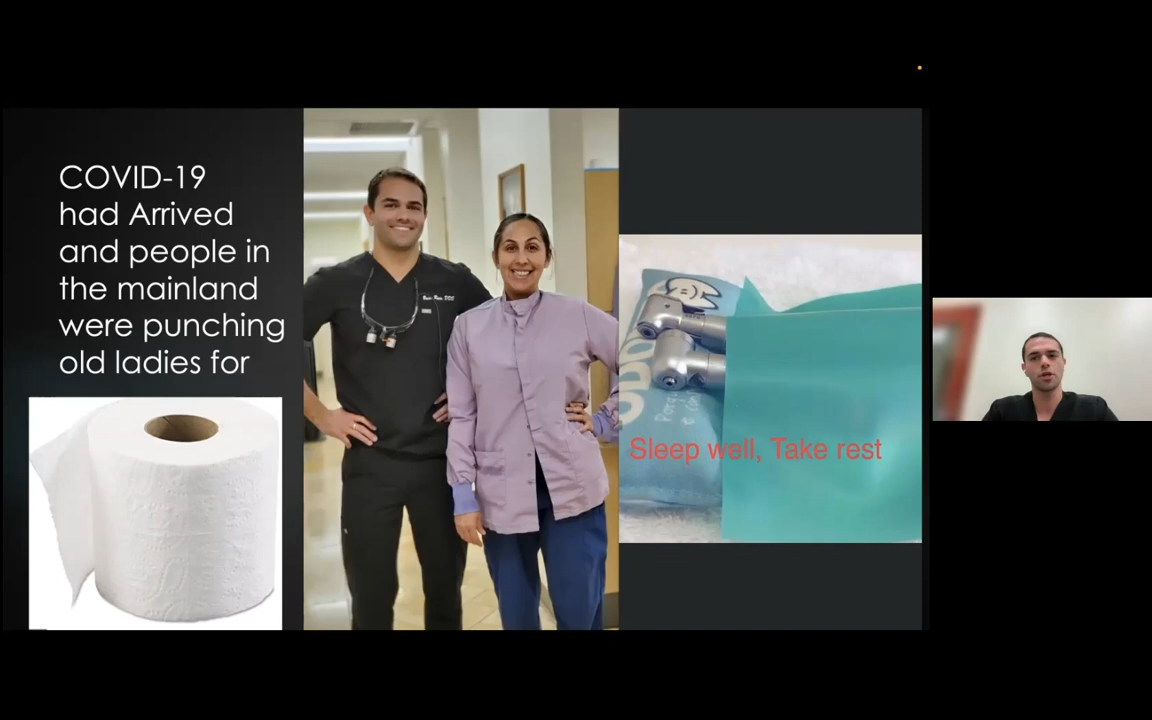 COVID-19
had Arrived
and people in
the mainland
were punching
old ladies for
Sleep well, Take rest